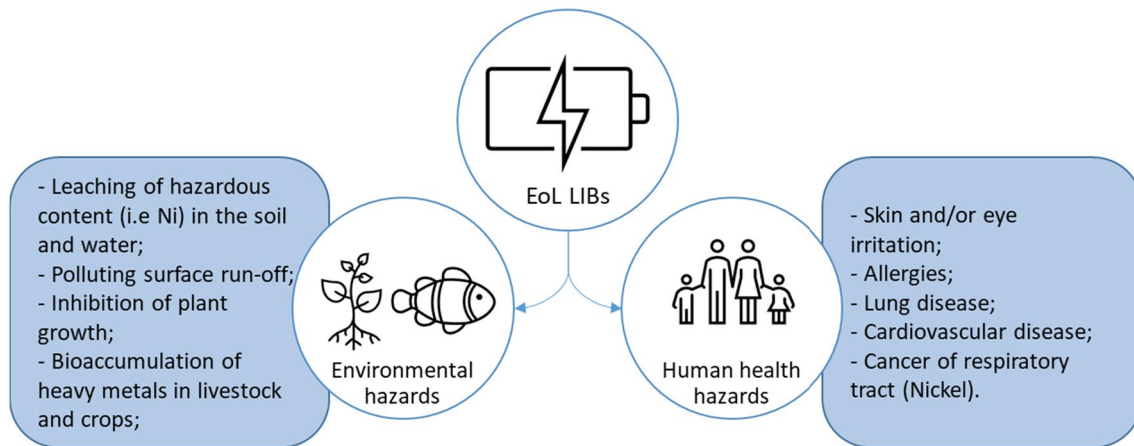 EoL LIBs
- Leaching of hazardous
content (i.e Ni) in the soil
and water;
- Polluting surface run-off;
- Inhibition of plant
growth;
- Bioaccumulation of
heavy metals in livestock
and crops;
Environmental
hazards
Human health
hazards
- Skin and/or eye
irritation;
- Allergies;
- Lung disease;
- Cardiovascular disease;
- Cancer of respiratory
tract (Nickel).